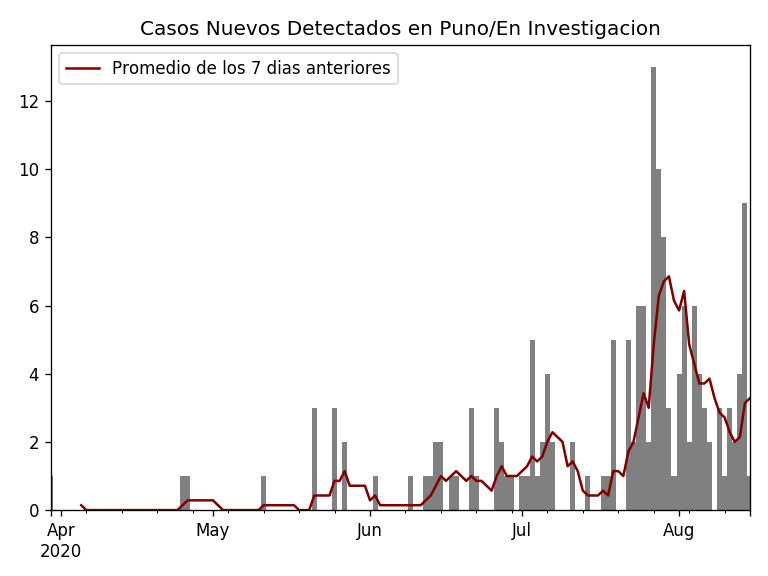 Casos Nuevos Detectados en Puno/En Investigacion
Promedio de los 7 dias anteriores
12
10
8
6
4
2
0
Apr
2020
May
Jun
Jul
Aug